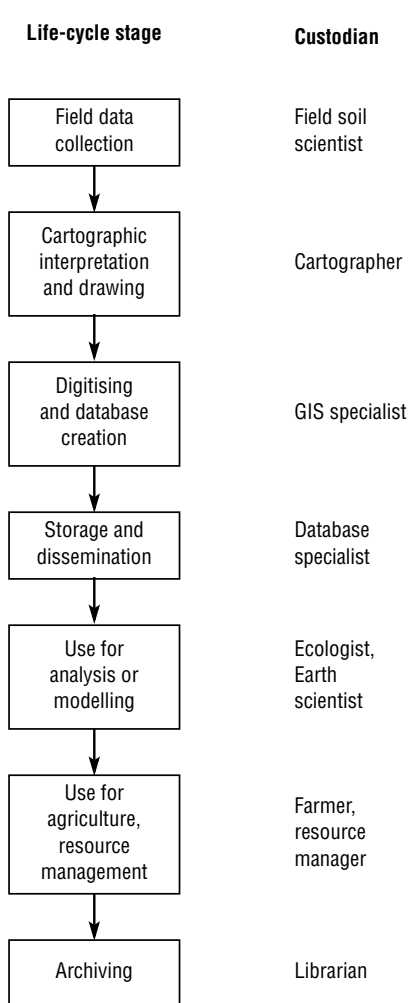 Life-cycle stage
Custodian
Field data
collection
Field soil
scientist
Cartographic
interpretation
and drawing
Cartographer
Digitising
and database
creation
GIS specialist
Storage and
dissemination
Database
specialist
Use for
analysis or
modelling
Ecologist,
Earth
scientist
Use for
agriculture,
resource
management
Farmer,
resource
manager
Archiving
Librarian